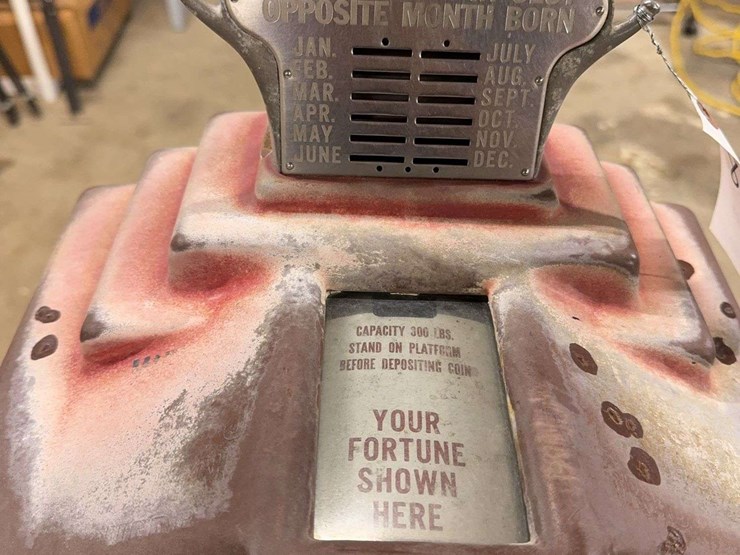 OPPOSITE MONTH BORN
JAN. JULY
FEB. AUG.
MAR. SEPT.
APR. OCT.
MAY NOV.
JUNE DEC.
CAPACITY 300 LBS.
STAND ON PLATFORM
BEFORE DEPOSITING COIN
YOUR
FORTUNE
SHOWN
HERE